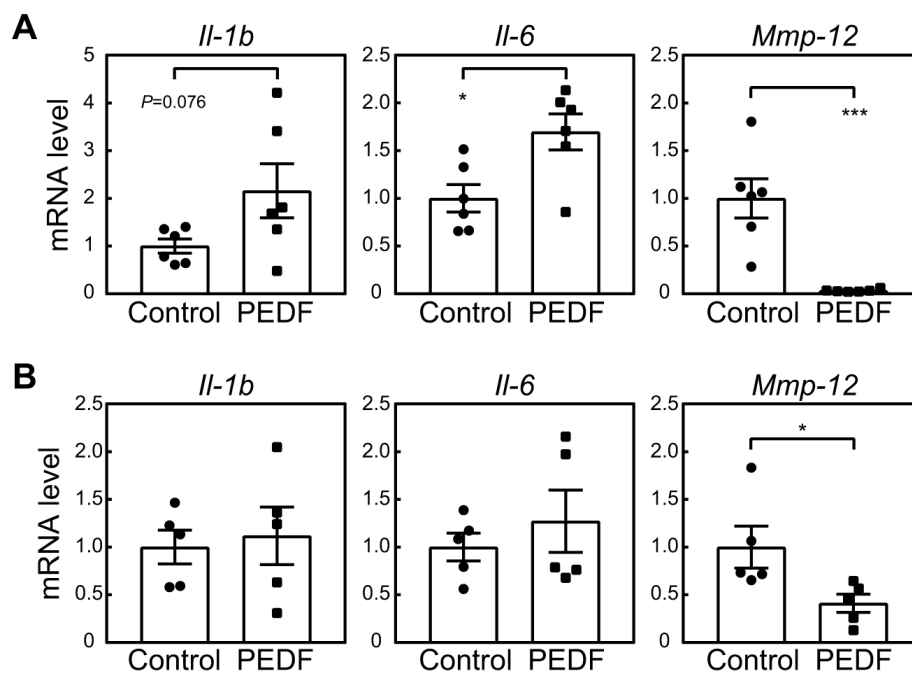 A
Il-1b
Il-6
Mmp-12
mRNA level
5
4
3
2
1
0
P=0.076
Control PEDF
2.5
2.0
1.5
1.0
0.5
0
*
Control PEDF
2.5
2.0
1.5
1.0
0.5
0
***
Control PEDF
B
Il-1b
Il-6
Mmp-12
mRNA level
2.5
2.0
1.5
1.0
0.5
0
Control PEDF
2.5
2.0
1.5
1.0
0.5
0
Control PEDF
2.5
2.0
1.5
1.0
0.5
0
*
Control PEDF